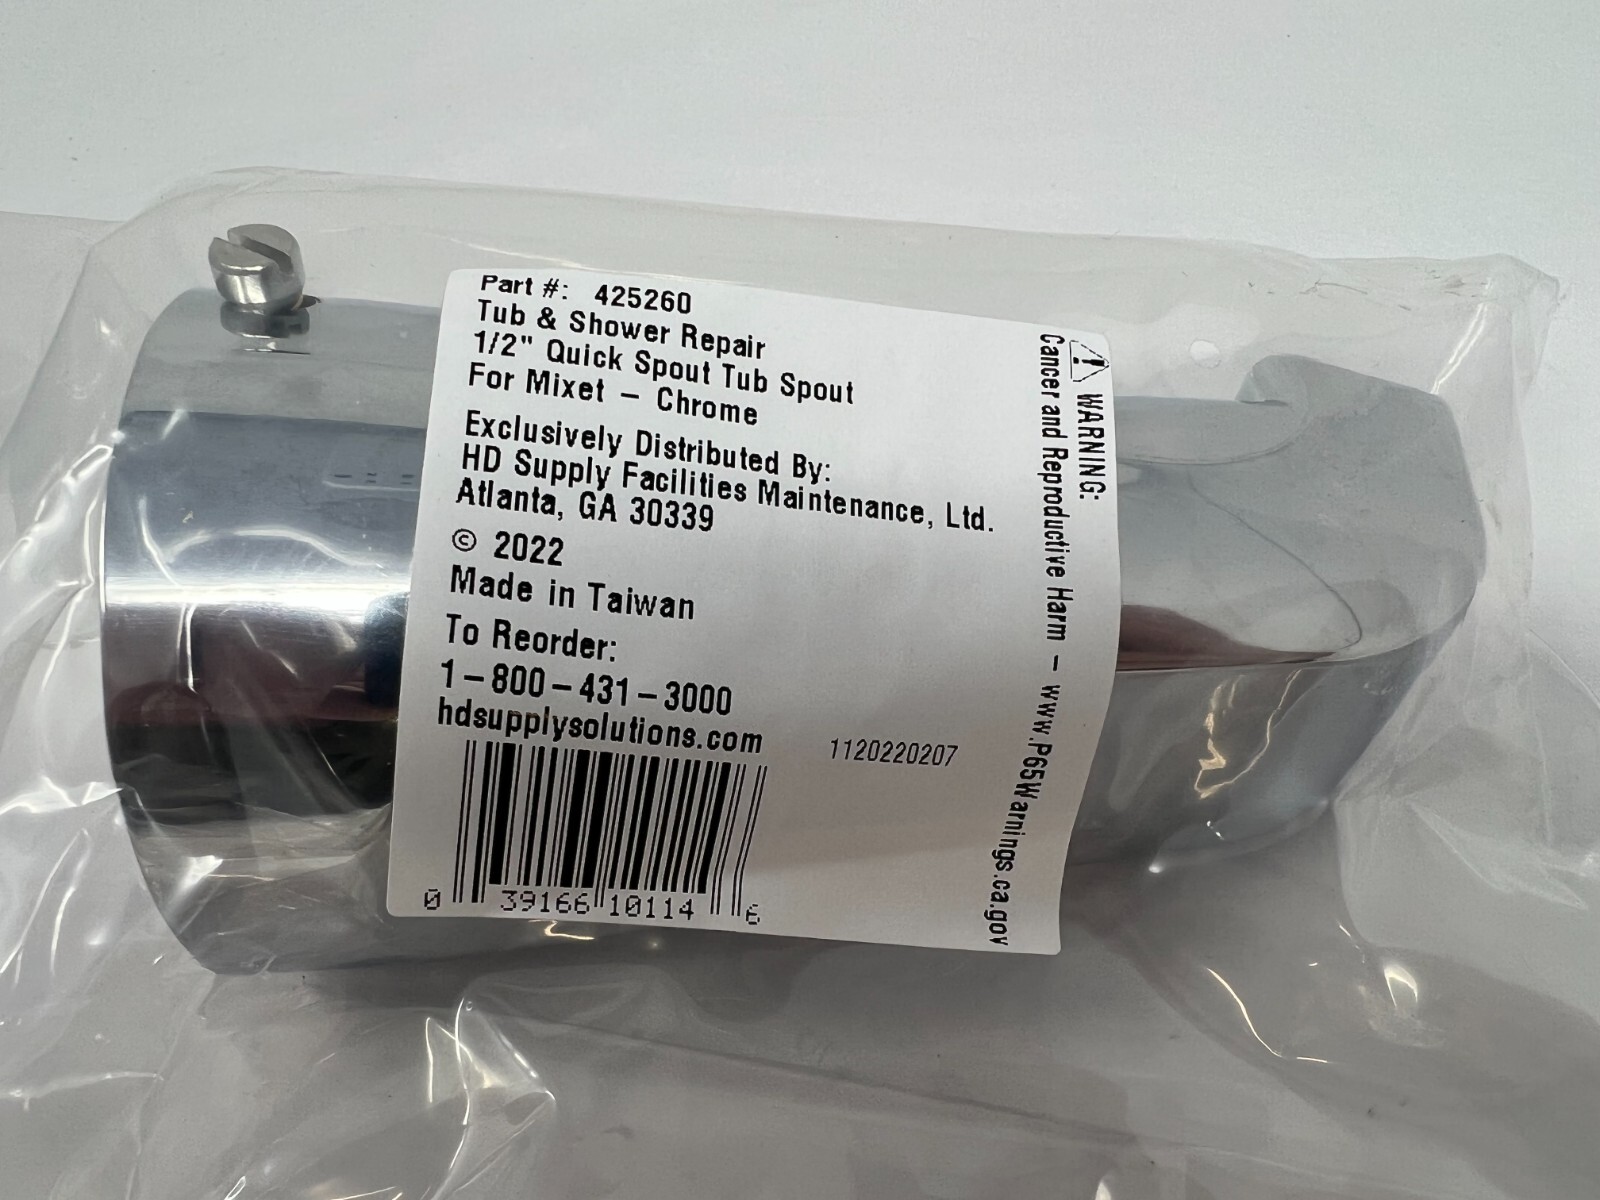 Part #: 425260
Tub & Shower Repair
1/2" Quick Spout Tub Spout
For Mixet – Chrome
Exclusively Distributed By:
HD Supply Facilities Maintenance, Ltd.
Atlanta, GA 30339
© 2022
Made in Taiwan
To Reorder:
1-800-431-3000
hdsupplysolutions.com
1120220207
0 39166 10114 6
⚠ WARNING:
Cancer and Reproductive Harm – www.P65Warnings.ca.gov